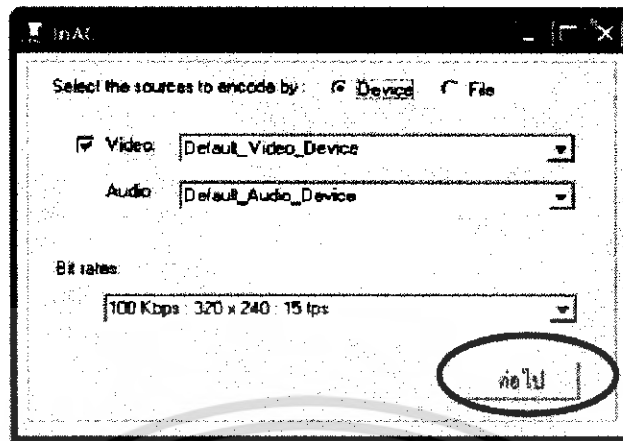 InAC
Select the sources to encode by: Device File
Video: Default_Video_Device
Audio Default_Audio_Device
Bit rates:
100 Kbps : 320 x 240 : 15 fps
ต่อไป